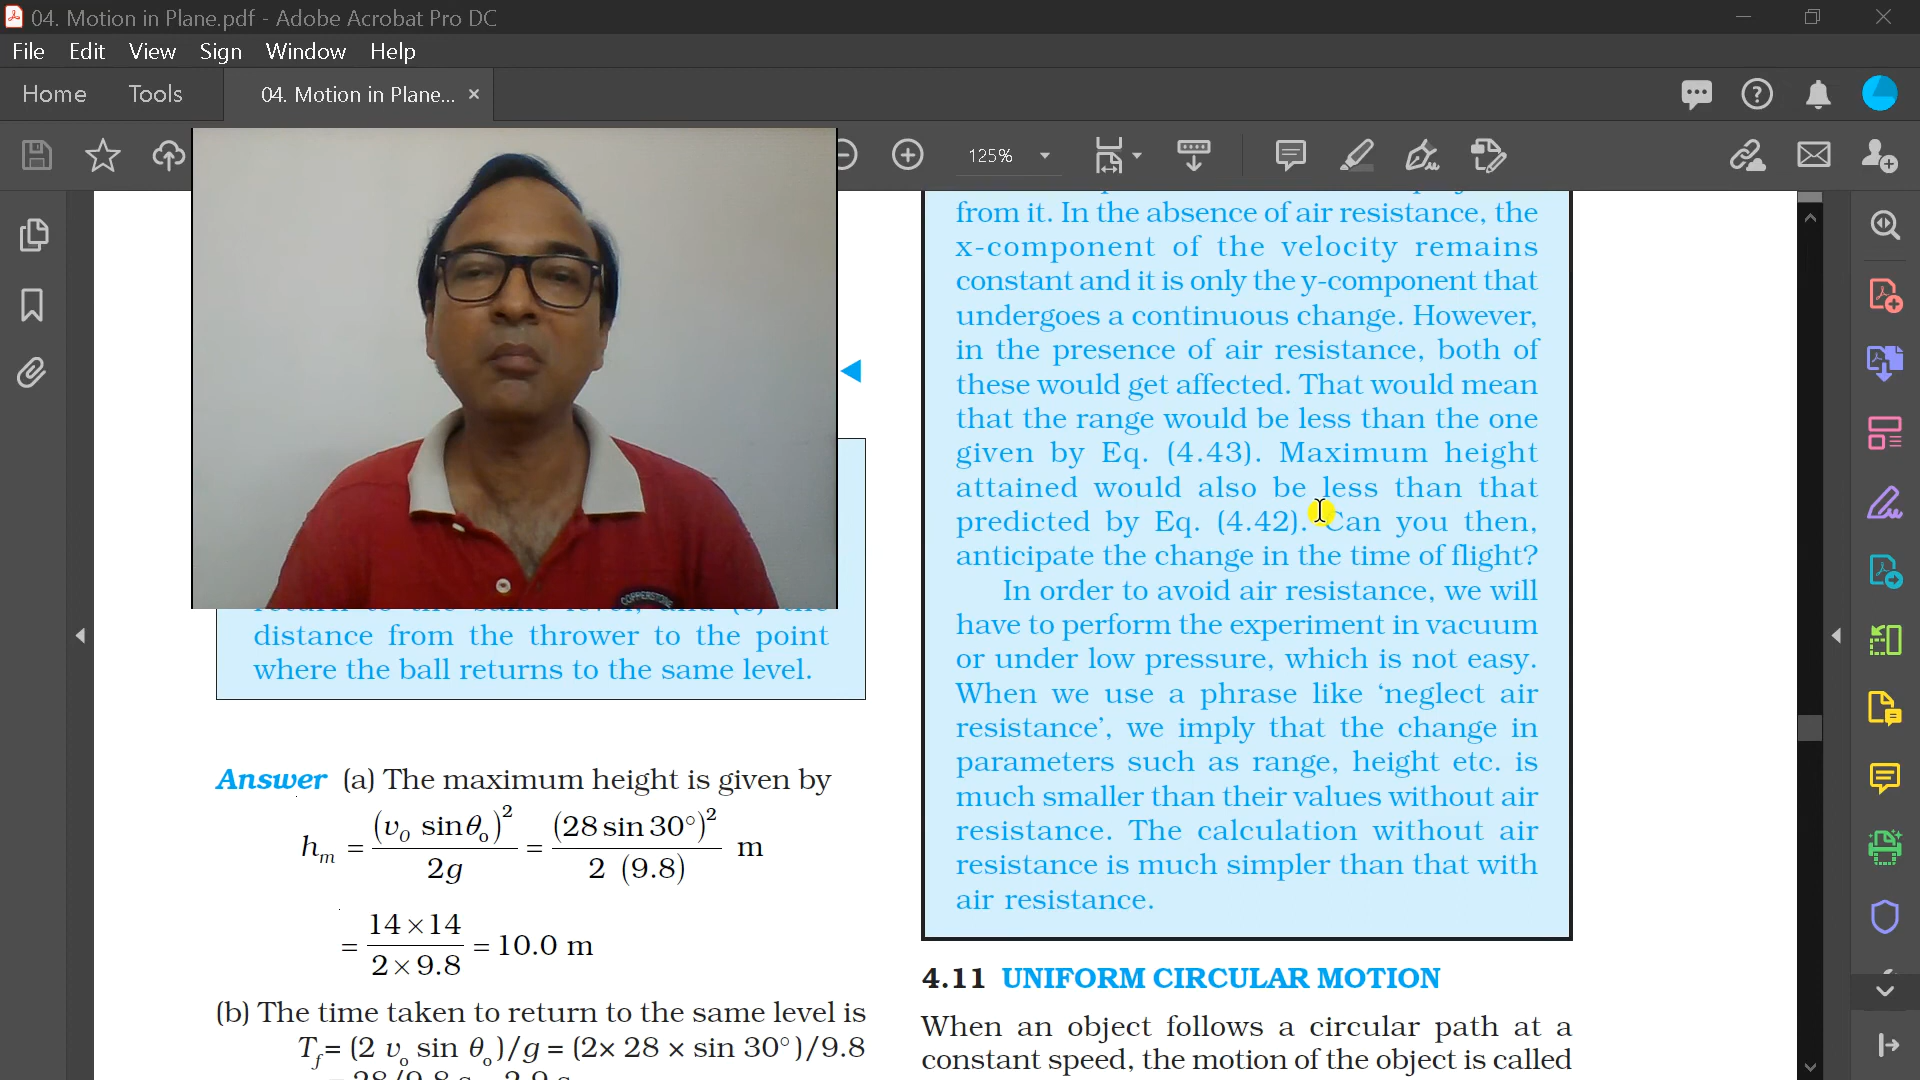 04. Motion in Plane.pdf - Adobe Acrobat Pro DC
File Edit View Sign Window Help
Home Tools 04. Motion in Plane... ×
125%
distance from the thrower to the point
where the ball returns to the same level.
Answer (a) The maximum height is given by
hₘ = (v₀ sinθ₀)² / 2g = (28 sin 30°)² / 2 (9.8) m
= 14×14 / 2×9.8 = 10.0 m
(b) The time taken to return to the same level is
T_f = (2 v₀ sin θ₀)/g = (2× 28 × sin 30°)/9.8
from it. In the absence of air resistance, the
x-component of the velocity remains
constant and it is only the y-component that
undergoes a continuous change. However,
in the presence of air resistance, both of
these would get affected. That would mean
that the range would be less than the one
given by Eq. (4.43). Maximum height
attained would also be less than that
predicted by Eq. (4.42). Can you then,
anticipate the change in the time of flight?
In order to avoid air resistance, we will
have to perform the experiment in vacuum
or under low pressure, which is not easy.
When we use a phrase like ‘neglect air
resistance’, we imply that the change in
parameters such as range, height etc. is
much smaller than their values without air
resistance. The calculation without air
resistance is much simpler than that with
air resistance.
4.11 UNIFORM CIRCULAR MOTION
When an object follows a circular path at a
constant speed, the motion of the object is called